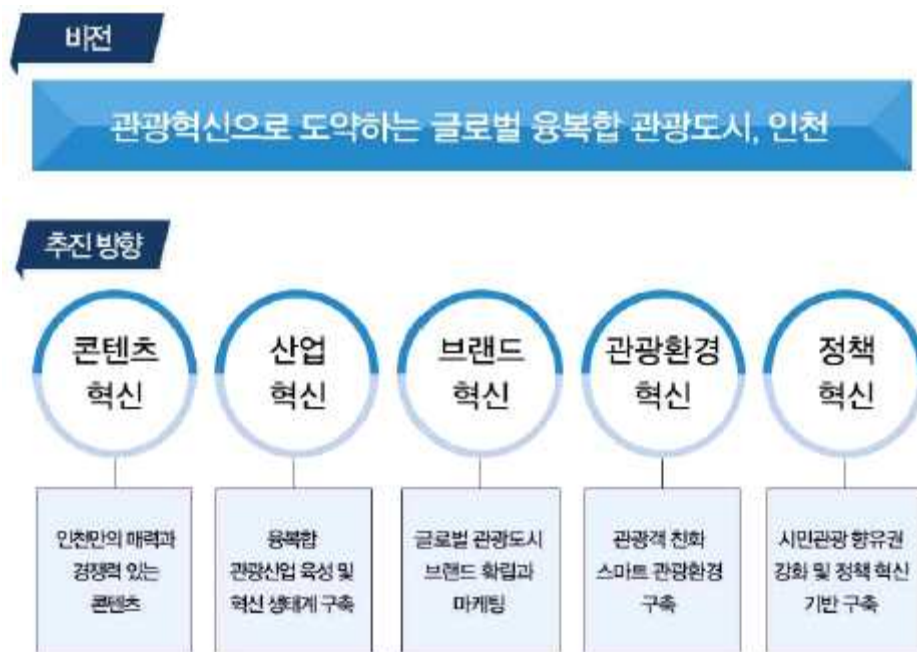 비전
관광혁신으로 도약하는 글로벌 융복합 관광도시, 인천
추진 방향
콘텐츠
혁신
산업
혁신
브랜드
혁신
관광환경
혁신
정책
혁신
인천만의 매력과
경쟁력 있는
콘텐츠
융복합
관광산업 육성 및
혁신 생태계 구축
글로벌 관광도시
브랜드 확립과
마케팅
관광객 친화
스마트 관광환경
구축
시민관광 향유권
강화 및 정책 혁신
기반 구축